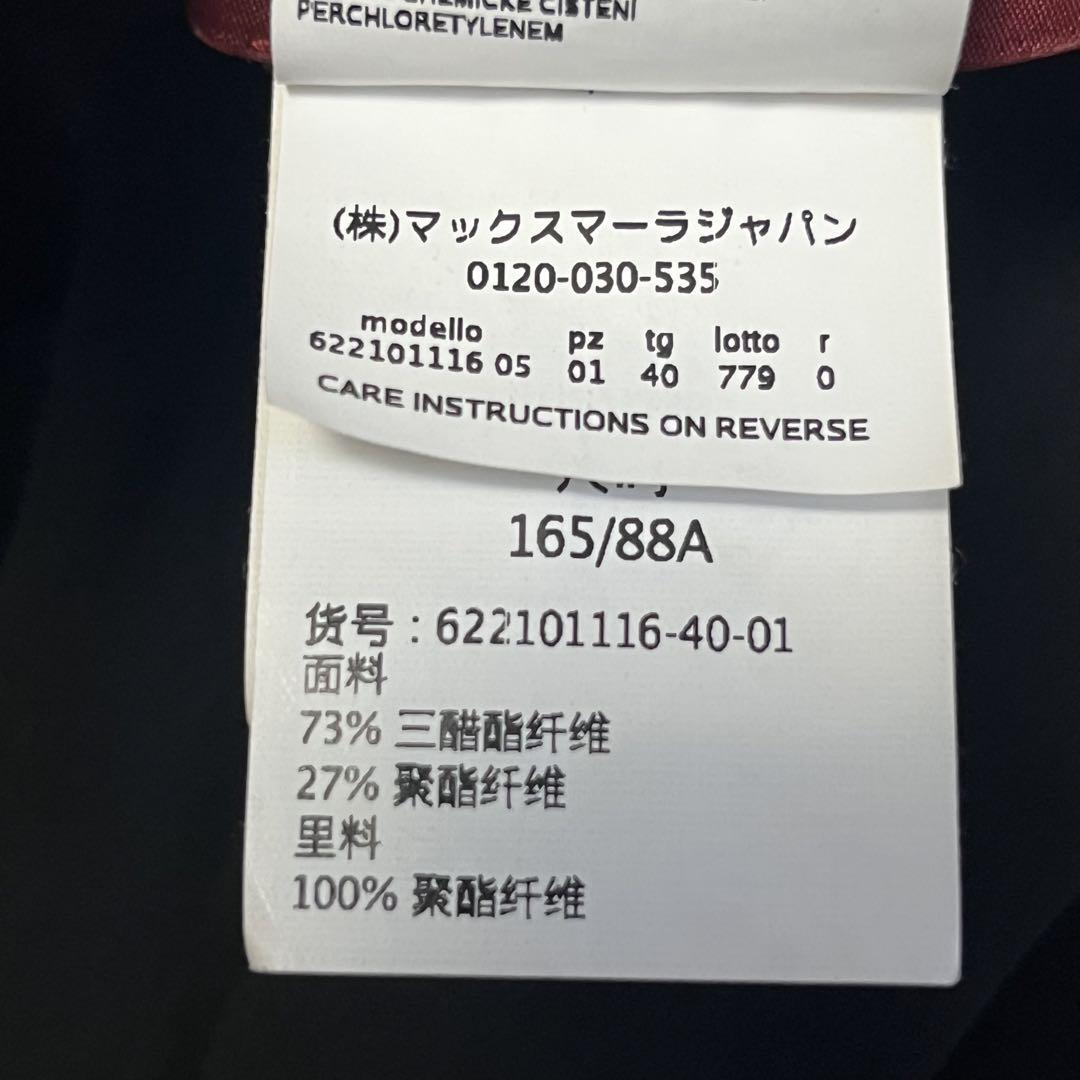 ČIŠTĚNÍ
PERCHLORETYLENEM
(株)マックスマーラジャパン
0120-030-535
modello pz tg lotto r
622101116 05 01 40 779 0
CARE INSTRUCTIONS ON REVERSE
165/88A
货号:622101116-40-01
面料
73% 三醋酯纤维
27% 聚酯纤维
里料
100% 聚酯纤维